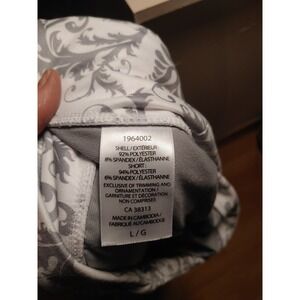 1964002
SHELL / EXTÉRIEUR:
92% POLYESTER
8% SPANDEX / ÉLASTHANNE
SHORT:
94% POLYESTER
6% SPANDEX / ÉLASTHANNE
EXCLUSIVE OF TRIMMING AND
ORNAMENTATION /
GARNITURE ET DÉCORATION
NON COMPRISES
CA 38313
MADE IN CAMBODIA /
FABRIQUÉ AU CAMBODGE
L / G